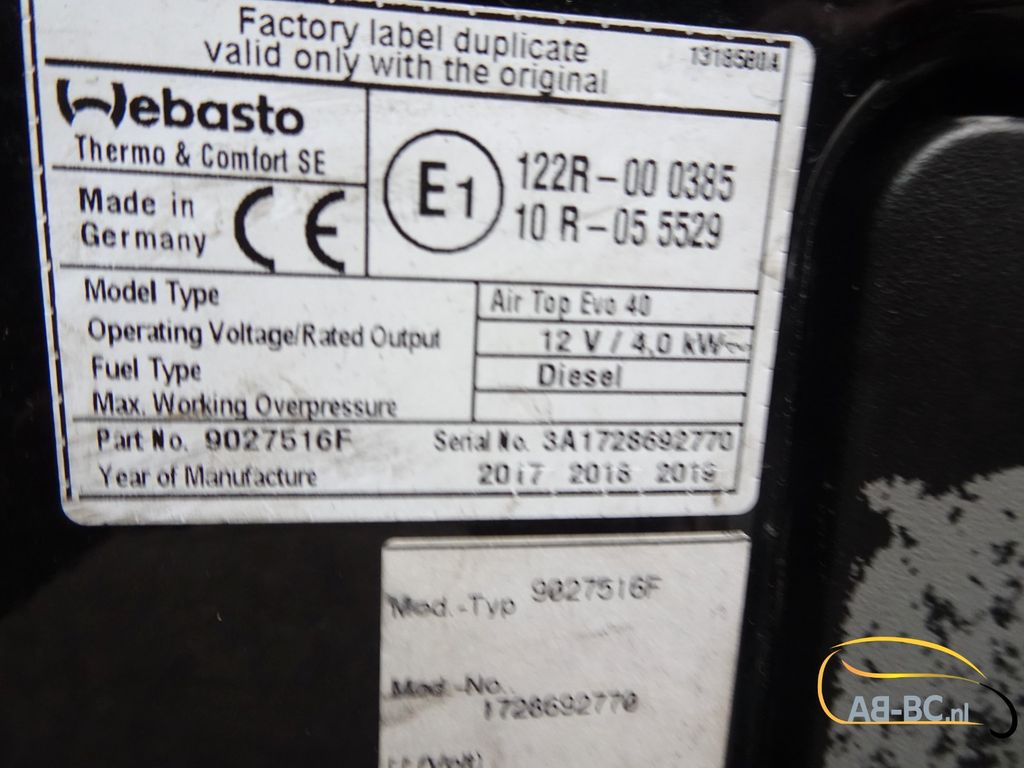 Factory label duplicate
valid only with the original
1318580A
Webasto
Thermo & Comfort SE
Made in
Germany
CE
E1
122R-00 0385
10 R-05 5529
Model Type Air Top Evo 40
Operating Voltage/Rated Output 12 V / 4,0 kW
Fuel Type Diesel
Max. Working Overpressure
Part No. 9027516F Serial No. 3A1728692770
Year of Manufacture 2017 2018 2019
Mod.-Typ 9027516F
Mod.-No. 1728692770
(Volt)
AB-BC.nl